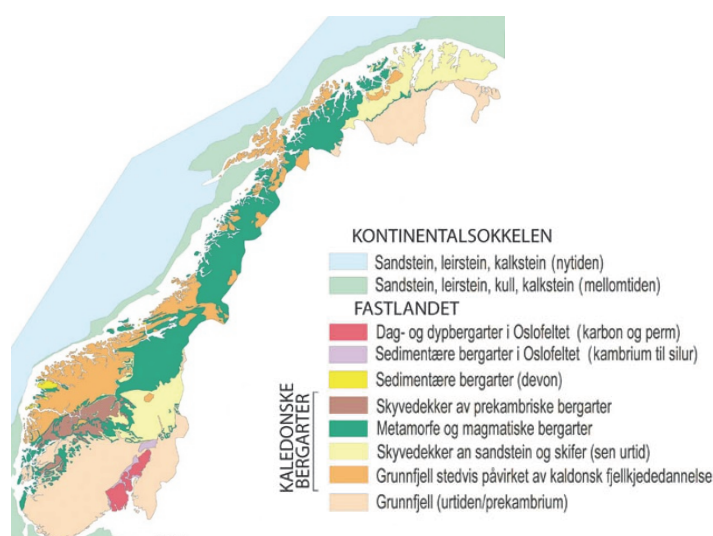 KONTINENTALSOKKELEN
Sandstein, leirstein, kalkstein (nytiden)
Sandstein, leirstein, kull, kalkstein (mellomtiden)
FASTLANDET
Dag- og dypbergarter i Oslofeltet (karbon og perm)
Sedimentære bergarter i Oslofeltet (kambrium til silur)
Sedimentære bergarter (devon)
KALEDONSKE
BERGARTER
Skyvedekker av prekambriske bergarter
Metamorfe og magmatiske bergarter
Skyvedekker an sandstein og skifer (sen urtid)
Grunnfjell stedvis påvirket av kaldonsk fjellkjededannelse
Grunnfjell (urtiden/prekambrium)